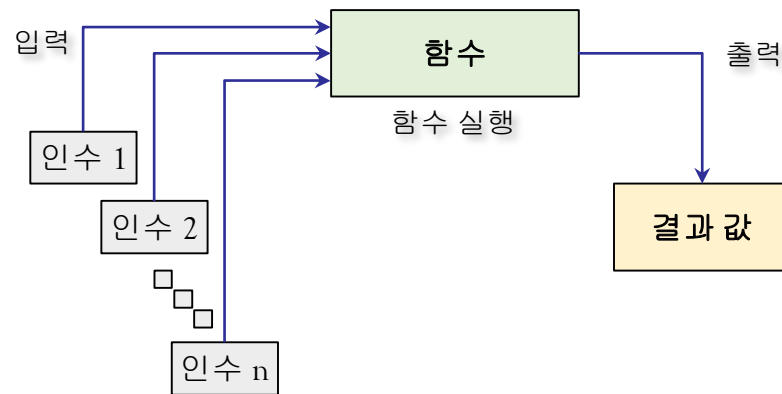 입력
함수
출력
함수 실행
인수 1
인수 2
결과 값
인수 n